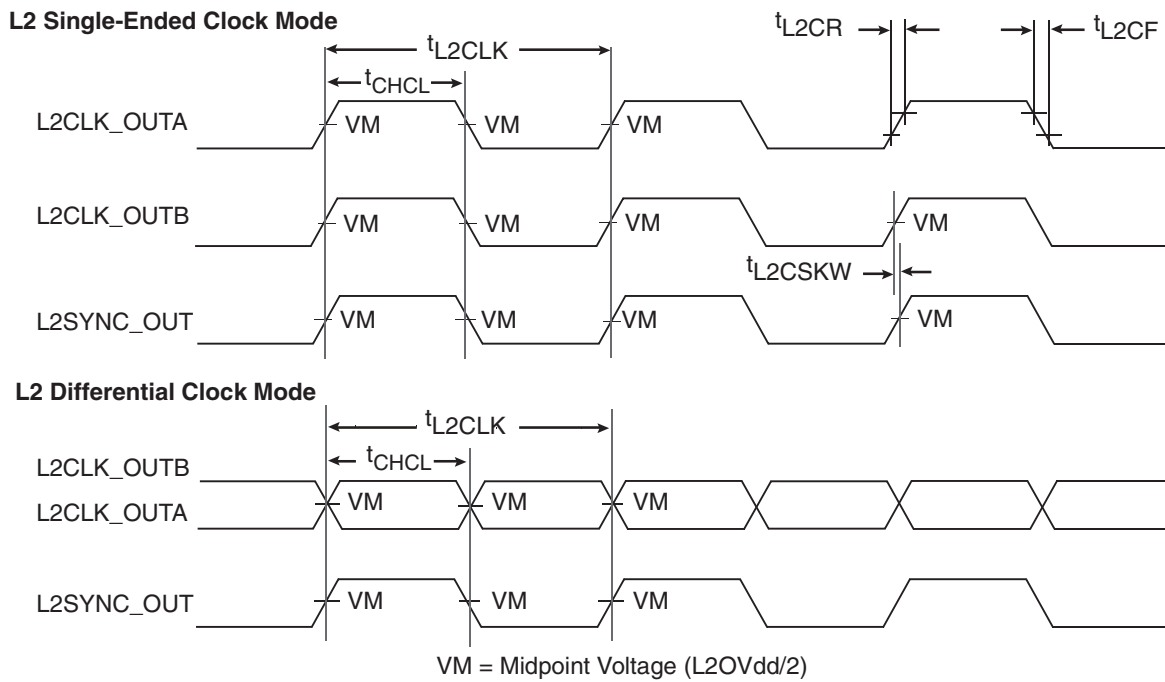 L2 Single-Ended Clock Mode
tL2CR
tL2CF
tL2CLK
tCHCL
L2CLK_OUTA
VM
VM
VM
L2CLK_OUTB
VM
VM
VM
VM
tL2CSKW
L2SYNC_OUT
VM
VM
VM
VM
L2 Differential Clock Mode
tL2CLK
tCHCL
L2CLK_OUTB
L2CLK_OUTA
VM
VM
VM
L2SYNC_OUT
VM
VM
VM
VM = Midpoint Voltage (L2OVdd/2)